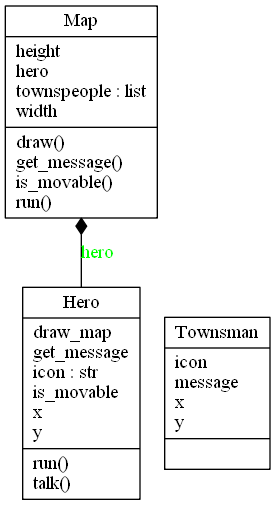 Map
height
hero
townspeople : list
width
draw()
get_message()
is_movable()
run()
hero
Hero
draw_map
get_message
icon : str
is_movable
x
y
run()
talk()
Townsman
icon
message
x
y